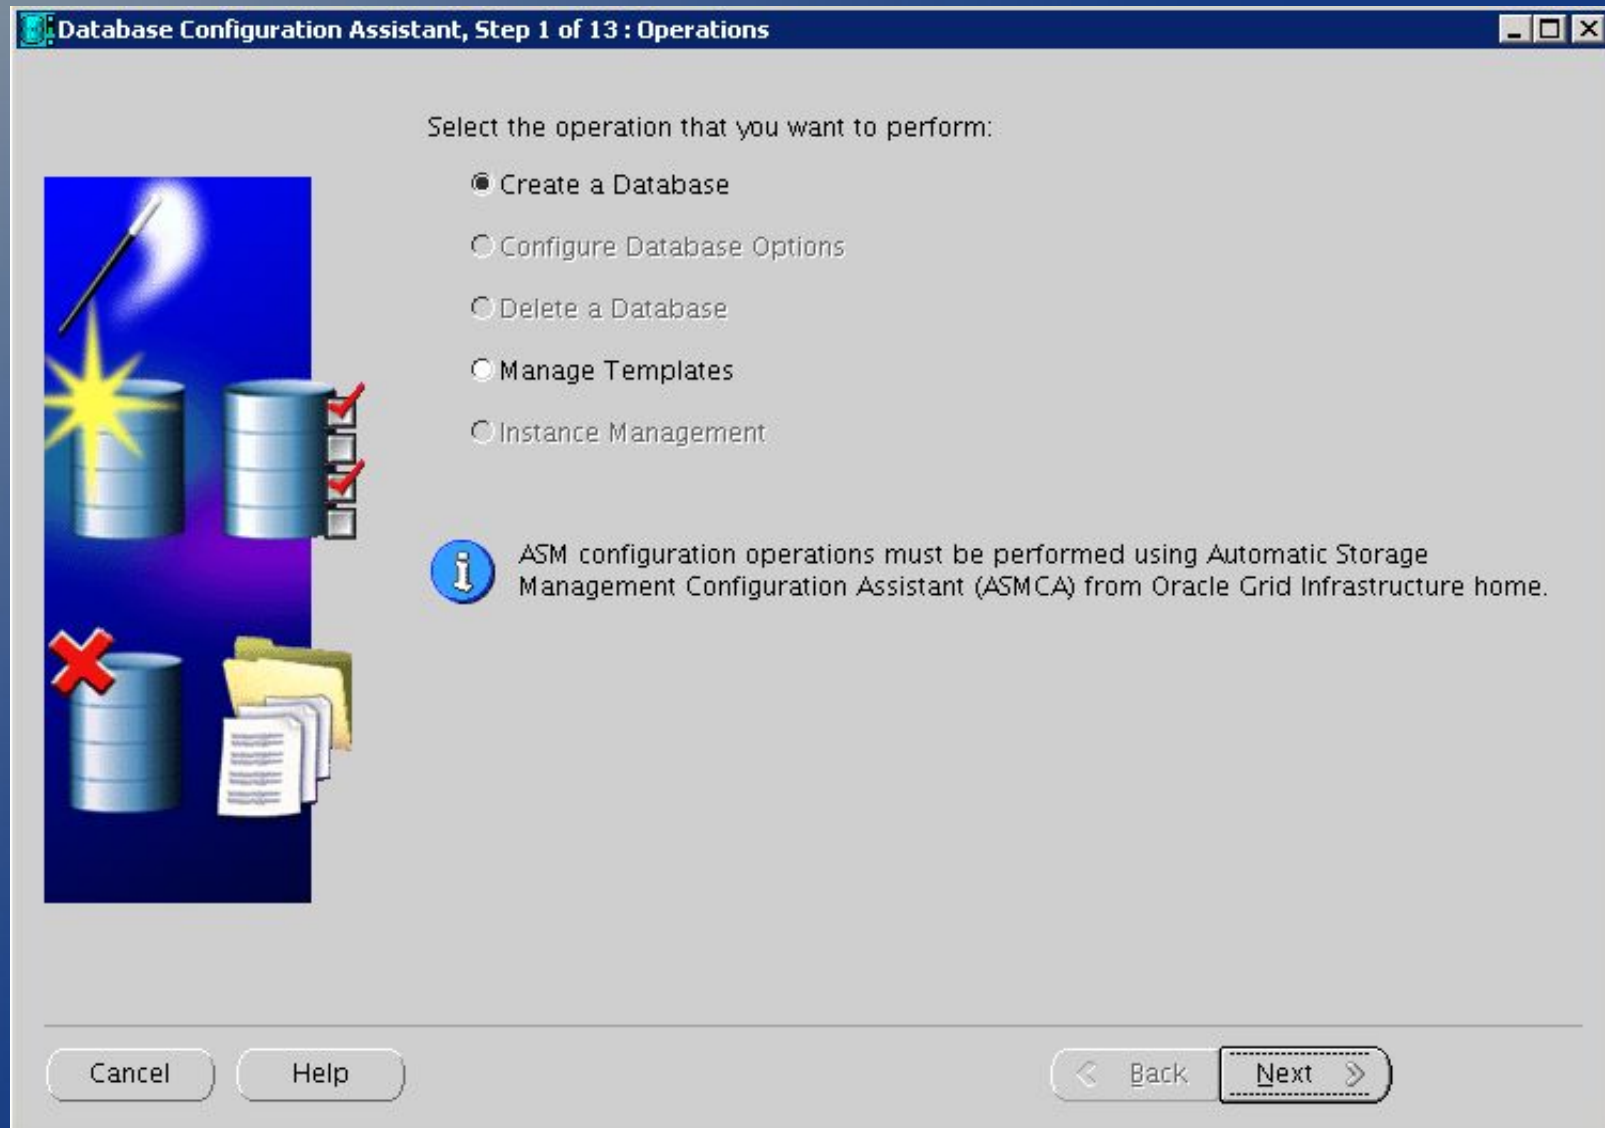 Database Configuration Assistant, Step 1 of 13 : Operations
Select the operation that you want to perform:
Create a Database
Configure Database Options
Delete a Database
Manage Templates
Instance Management
ASM configuration operations must be performed using Automatic Storage
Management Configuration Assistant (ASMCA) from Oracle Grid Infrastructure home.
Cancel
Help
Back
Next